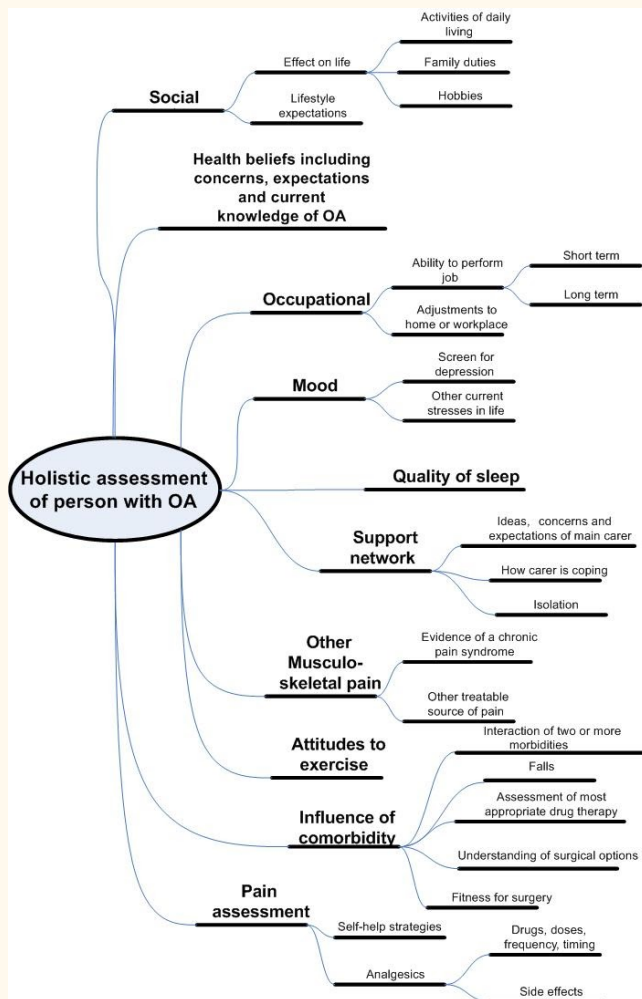 Activities of daily
living
Effect on life
Family duties
Social
Lifestyle
expectations
Hobbies
Health beliefs including
concerns, expectations
and current
knowledge of OA
Ability to perform
job
Short term
Long term
Occupational
Adjustments to
home or workplace
Mood
Screen for
depression
Other current
stresses in life
Holistic assessment
of person with OA
Quality of sleep
Support
network
Ideas, concerns and
expectations of main carer
How carer is coping
Isolation
Other
Musculo-
skeletal pain
Evidence of a chronic
pain syndrome
Other treatable
source of pain
Attitudes to
exercise
Influence of
comorbidity
Interaction of two or more
morbidities
Falls
Assessment of most
appropriate drug therapy
Understanding of surgical options
Fitness for surgery
Pain
assessment
Self-help strategies
Analgesics
Drugs, doses,
frequency, timing
Side effects